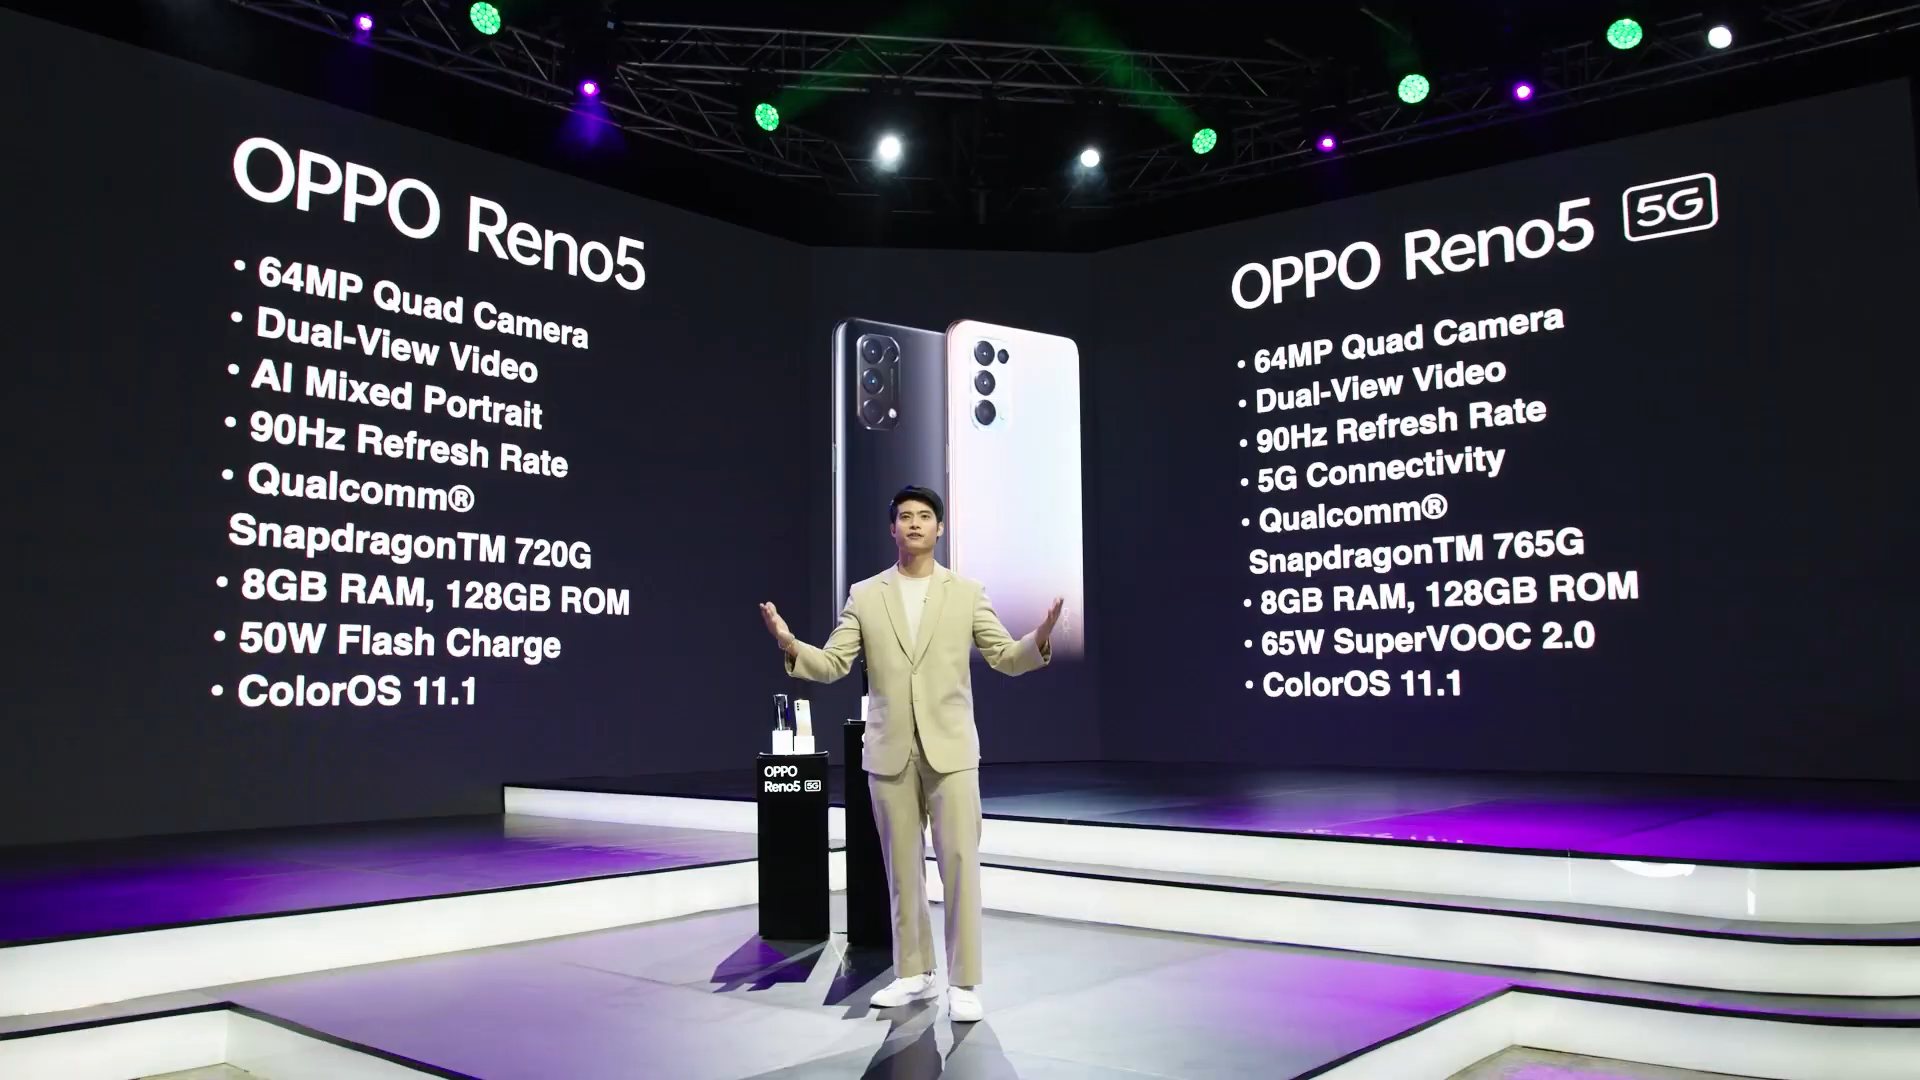 OPPO Reno5
• 64MP Quad Camera
• Dual-View Video
• AI Mixed Portrait
• 90Hz Refresh Rate
• Qualcomm®
SnapdragonTM 720G
• 8GB RAM, 128GB ROM
• 50W Flash Charge
• ColorOS 11.1
OPPO Reno5 5G
• 64MP Quad Camera
• Dual-View Video
• 90Hz Refresh Rate
• 5G Connectivity
• Qualcomm®
SnapdragonTM 765G
• 8GB RAM, 128GB ROM
• 65W SuperVOOC 2.0
• ColorOS 11.1
OPPO
Reno5 5G